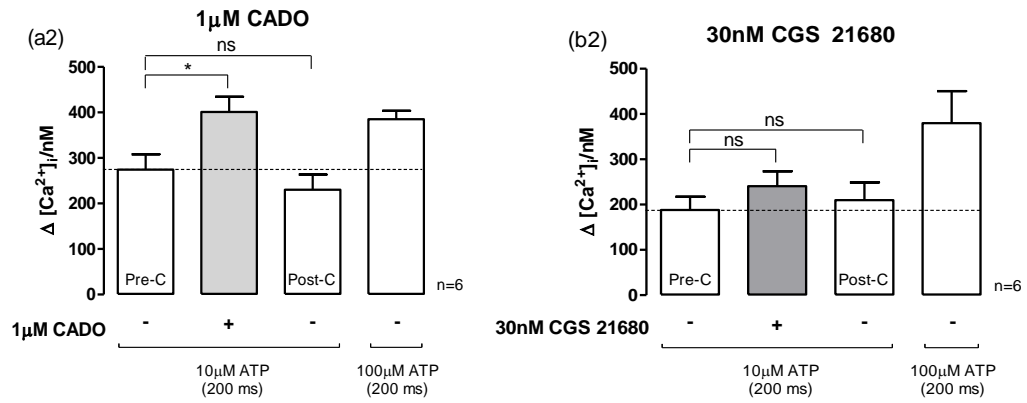 1μM CADO
(a2)
ns
*
500
400
300
200
100
0
Δ [Ca²⁺]ᵢ/nM
Pre-C
Post-C
n=6
1μM CADO
- + - -
10μM ATP
(200 ms)
100μM ATP
(200 ms)
(b2)
30nM CGS 21680
ns
ns
500
400
300
200
100
0
Δ [Ca²⁺]ᵢ/nM
Pre-C
Post-C
n=6
30nM CGS 21680
- + - -
10μM ATP
(200 ms)
100μM ATP
(200 ms)